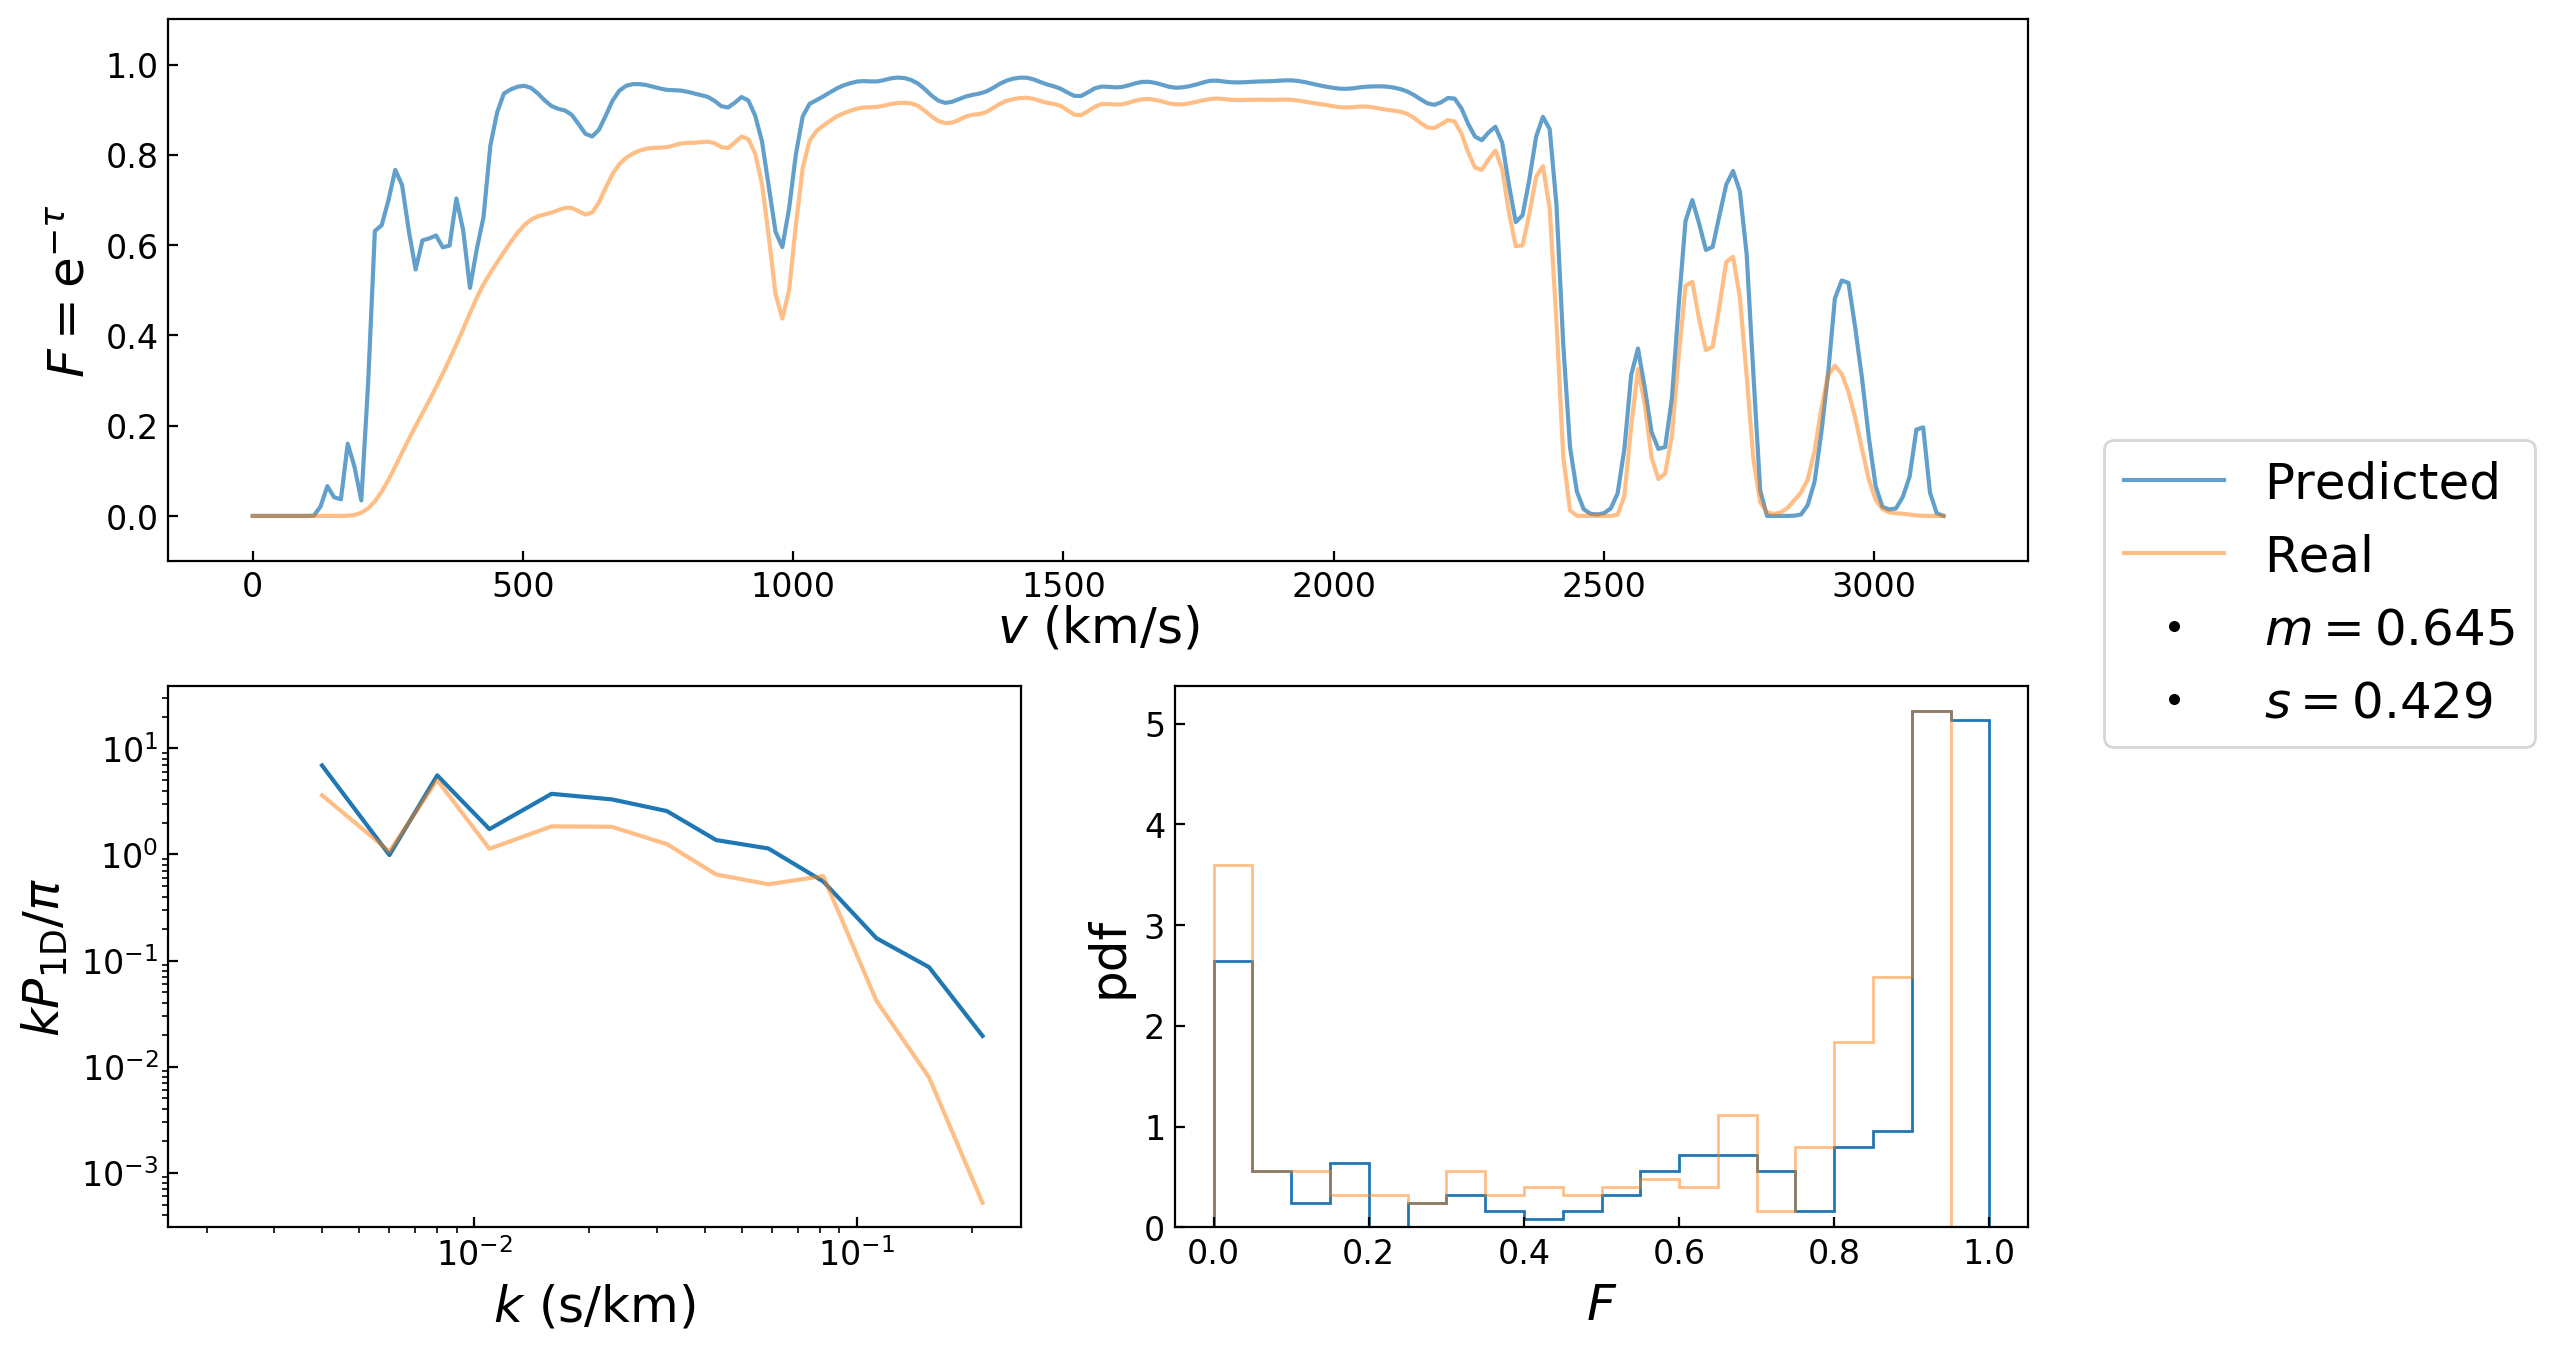 1.0
0.8
0.6
0.4
0.2
0.0
F = e^{−τ}
0 500 1000 1500 2000 2500 3000
v (km/s)
Predicted
Real
m = 0.645
s = 0.429
10^1
10^0
10^{−1}
10^{−2}
10^{−3}
kP_{1D}/π
10^{−2} 10^{−1}
k (s/km)
5
4
3
2
1
0
pdf
0.0 0.2 0.4 0.6 0.8 1.0
F